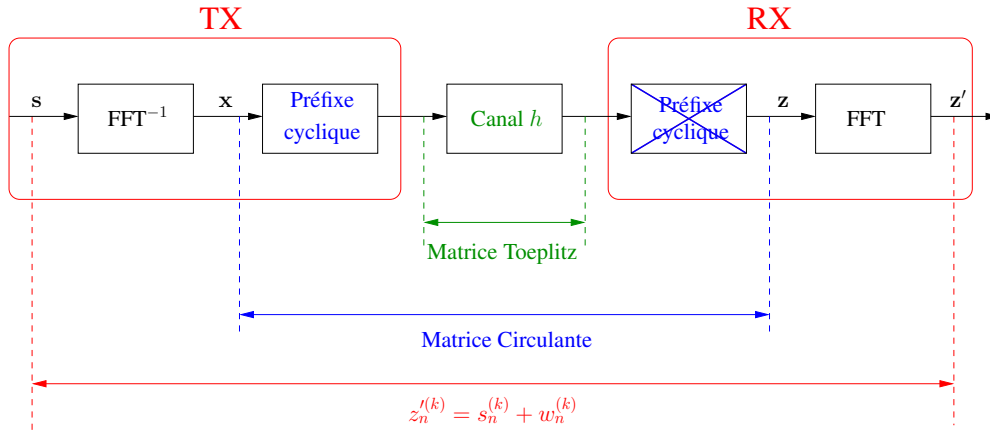 TX
RX
s
FFT⁻¹
x
Préfixe
cyclique
Canal h
Préfixe
cyclique
z
FFT
z′
Matrice Toeplitz
Matrice Circulante
z′ₙ⁽ᵏ⁾ = sₙ⁽ᵏ⁾ + wₙ⁽ᵏ⁾